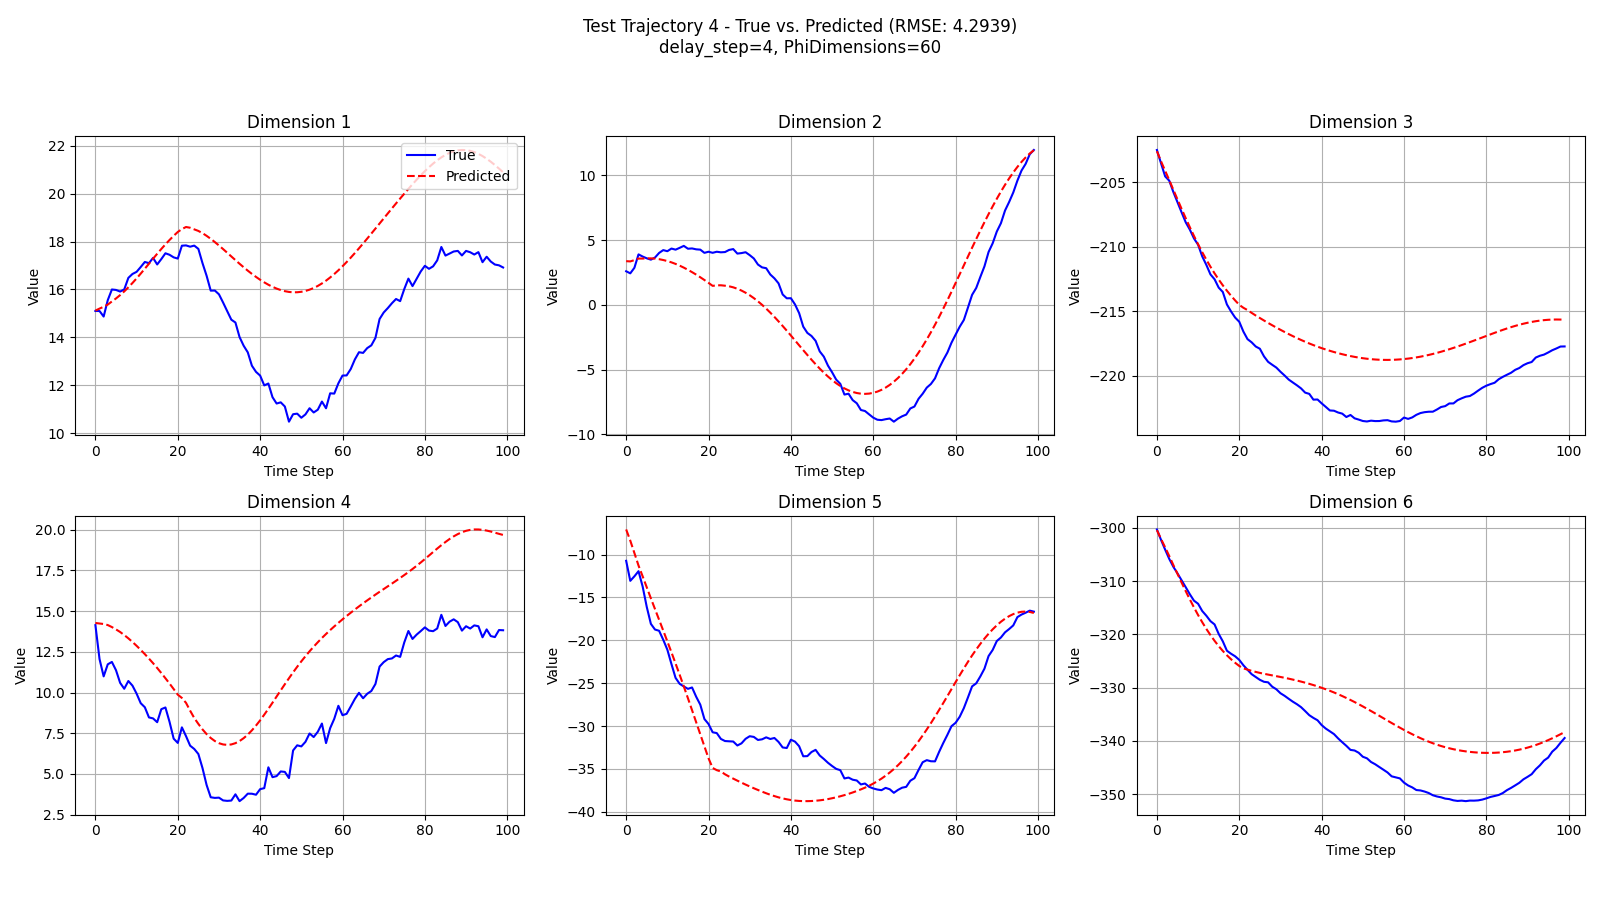 Test Trajectory 4 - True vs. Predicted (RMSE: 4.2939)
delay_step=4, PhiDimensions=60
Dimension 1
22
20
18
16
14
12
10
Value
0 20 40 60 80 100
Time Step
True
Predicted
Dimension 2
10
5
0
−5
−10
Value
0 20 40 60 80 100
Time Step
Dimension 3
−205
−210
−215
−220
Value
0 20 40 60 80 100
Time Step
Dimension 4
20.0
17.5
15.0
12.5
10.0
7.5
5.0
2.5
Value
0 20 40 60 80 100
Time Step
Dimension 5
−10
−15
−20
−25
−30
−35
−40
Value
0 20 40 60 80 100
Time Step
Dimension 6
−300
−310
−320
−330
−340
−350
Value
0 20 40 60 80 100
Time Step